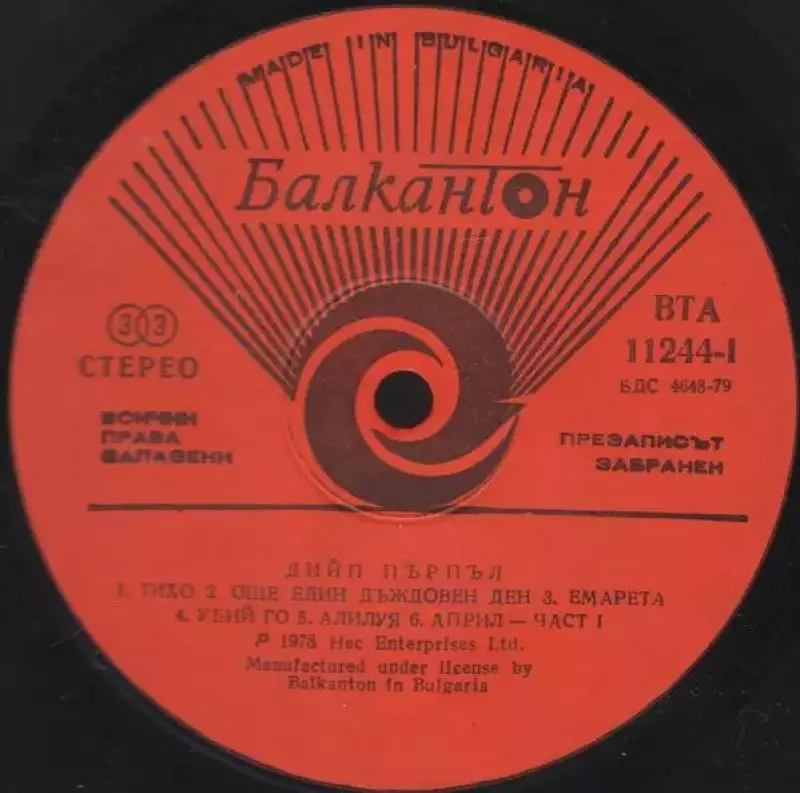 MADE IN BULGARIA
Балкантон
33
СТЕРЕО
ВТА
11244-I
БДС 4648-79
ВСИЧКИ
ПРАВА
ЗАПАЗЕНИ
ПРЕЗАПИСЪТ
ЗАБРАНЕН
ДИЙП ПЪРПЪЛ
1. ТИХО 2. ОЩЕ ЕДИН ДЪЖДОВЕН ДЕН 3. ЕМАРЕТА
4. УБИЙ ГО 5. АЛИЛУЯ 6. АПРИЛ — ЧАСТ I
P 1978 Hec Enterprises Ltd.
Manufactured under license by
Balkanton in Bulgaria